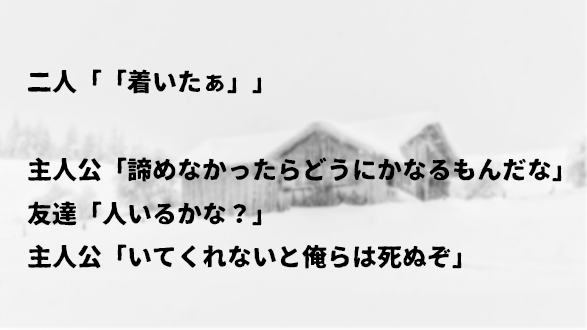 二人「「着いたぁ」」
主人公「諦めなかったらどうにかなるもんだな」
友達「人いるかな？」
主人公「いてくれないと俺らは死ぬぞ」